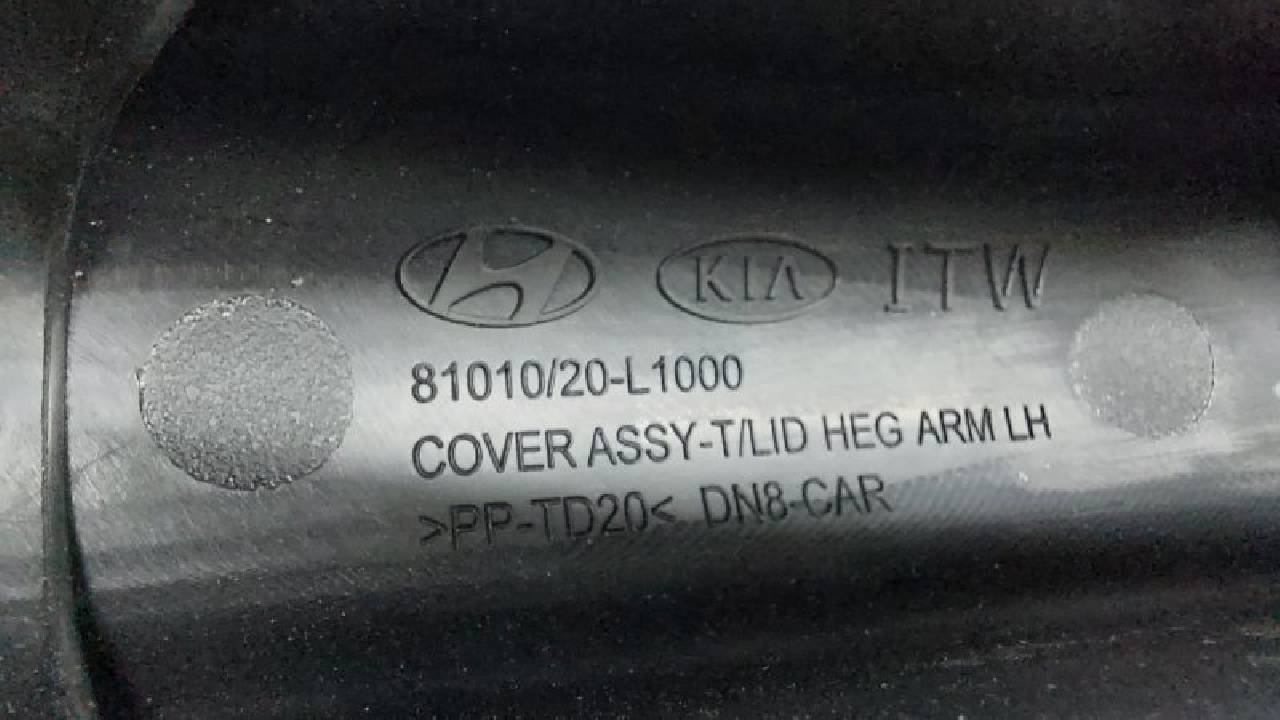 KIA ITW
81010/20-L1000
COVER ASSY-T/LID HEG ARM LH
>PP-TD20< DN8-CAR